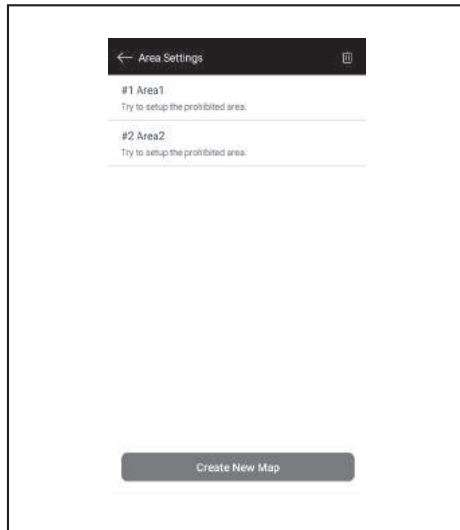 Area Settings
#1 Area1
Try to setup the prohibited area.
#2 Area2
Try to setup the prohibited area.
Create New Map